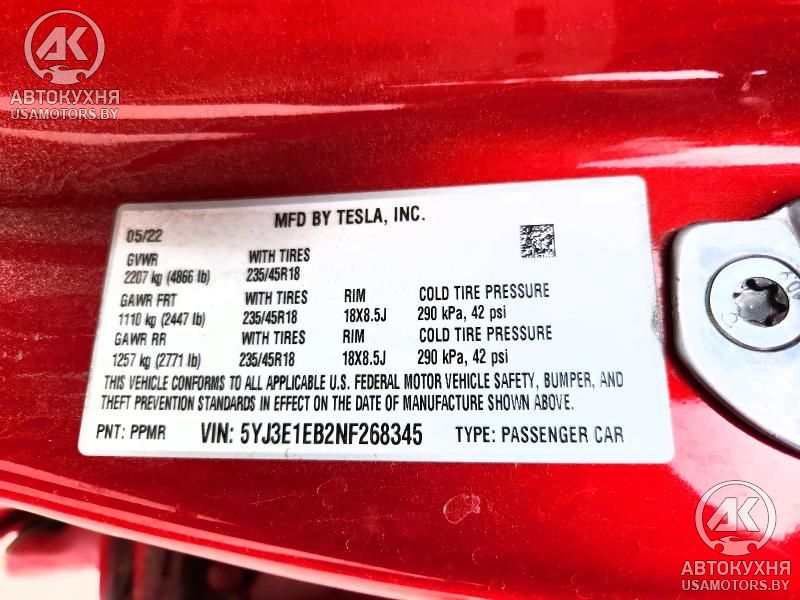 АК
АВТОКУХНЯ
USAMOTORS.BY
MFD BY TESLA, INC.
05/22
GVWR WITH TIRES
2207 kg (4866 lb) 235/45R18
GAWR FRT WITH TIRES RIM COLD TIRE PRESSURE
1110 kg (2447 lb) 235/45R18 18X8.5J 290 kPa, 42 psi
GAWR RR WITH TIRES RIM COLD TIRE PRESSURE
1257 kg (2771 lb) 235/45R18 18X8.5J 290 kPa, 42 psi
THIS VEHICLE CONFORMS TO ALL APPLICABLE U.S. FEDERAL MOTOR VEHICLE SAFETY, BUMPER, AND
THEFT PREVENTION STANDARDS IN EFFECT ON THE DATE OF MANUFACTURE SHOWN ABOVE.
PNT: PPMR VIN: 5YJ3E1EB2NF268345 TYPE: PASSENGER CAR
АК
АВТОКУХНЯ
USAMOTORS.BY